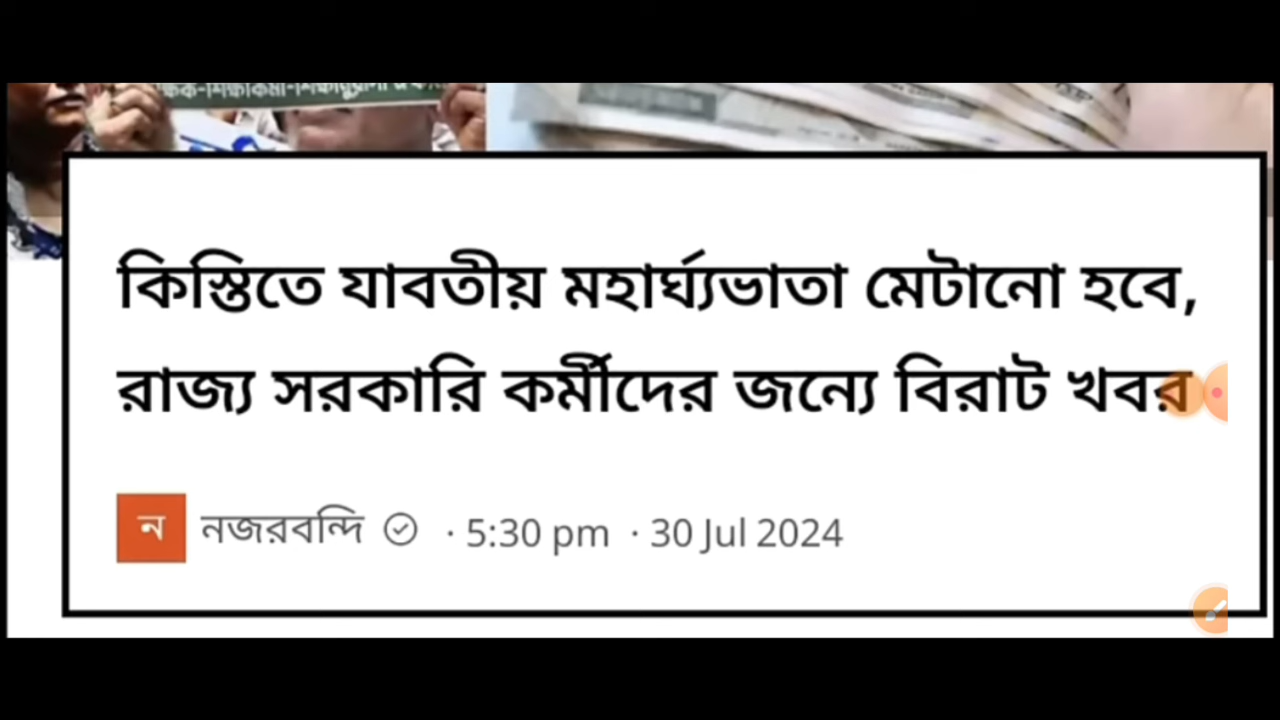 কিস্তিতে যাবতীয় মহার্ঘ্যভাতা মেটানো হবে,
রাজ্য সরকারি কর্মীদের জন্যে বিরাট খবর
ন নজরবন্দি · 5:30 pm · 30 Jul 2024